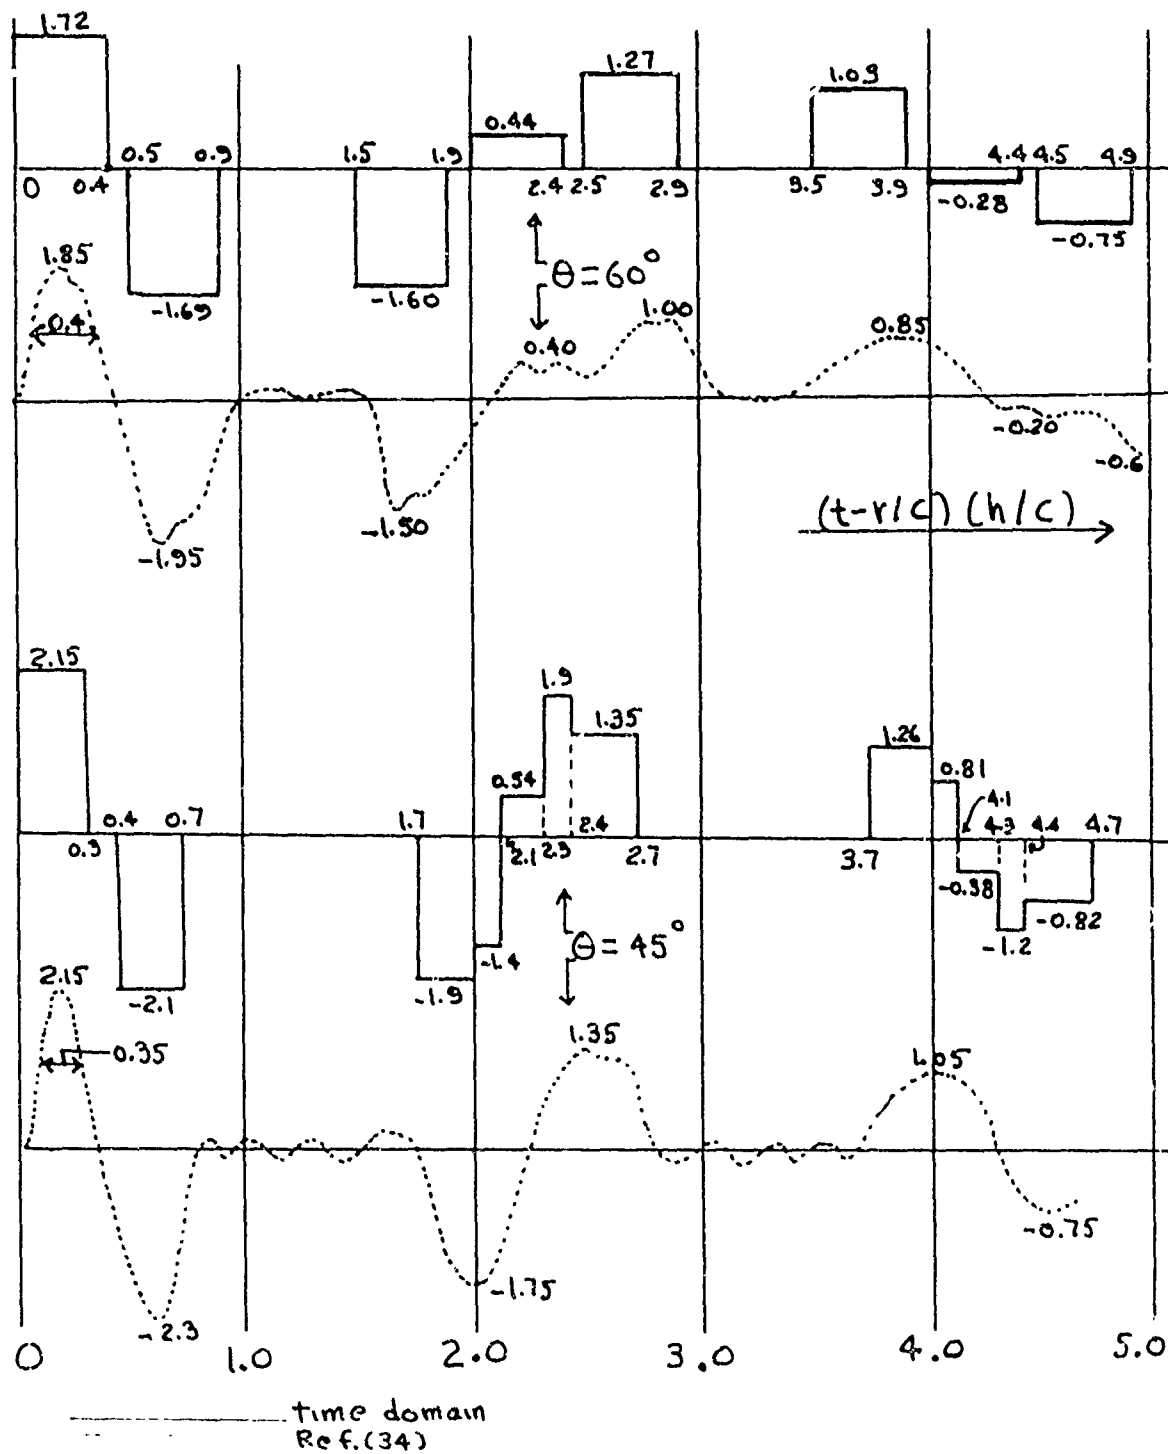 1.72
1.27
1.09
0.44
0.5 0.9 1.5 1.9 4.4 4.5 4.9
0 0.4 2.4 2.5 2.9 3.5 3.9
-0.28
-0.75
1.85
θ=60°
-1.69 -1.60
0.4 1.00
0.40 0.85
-0.20
-0.6
(t-r/c) (h/c)
-1.50
-1.95
2.15
1.9
1.35
1.26
0.54 0.81
4.1
0.4 0.7 1.7 2.4 4.3 4.4 4.7
0.3 2.1 2.3 2.7 3.7
-0.38
-0.82
-1.4 θ=45° -1.2
2.15 -2.1 -1.9
1.35
0.35 1.05
-0.75
-1.75
-2.3
0 1.0 2.0 3.0 4.0 5.0
time domain
Ref.(34)